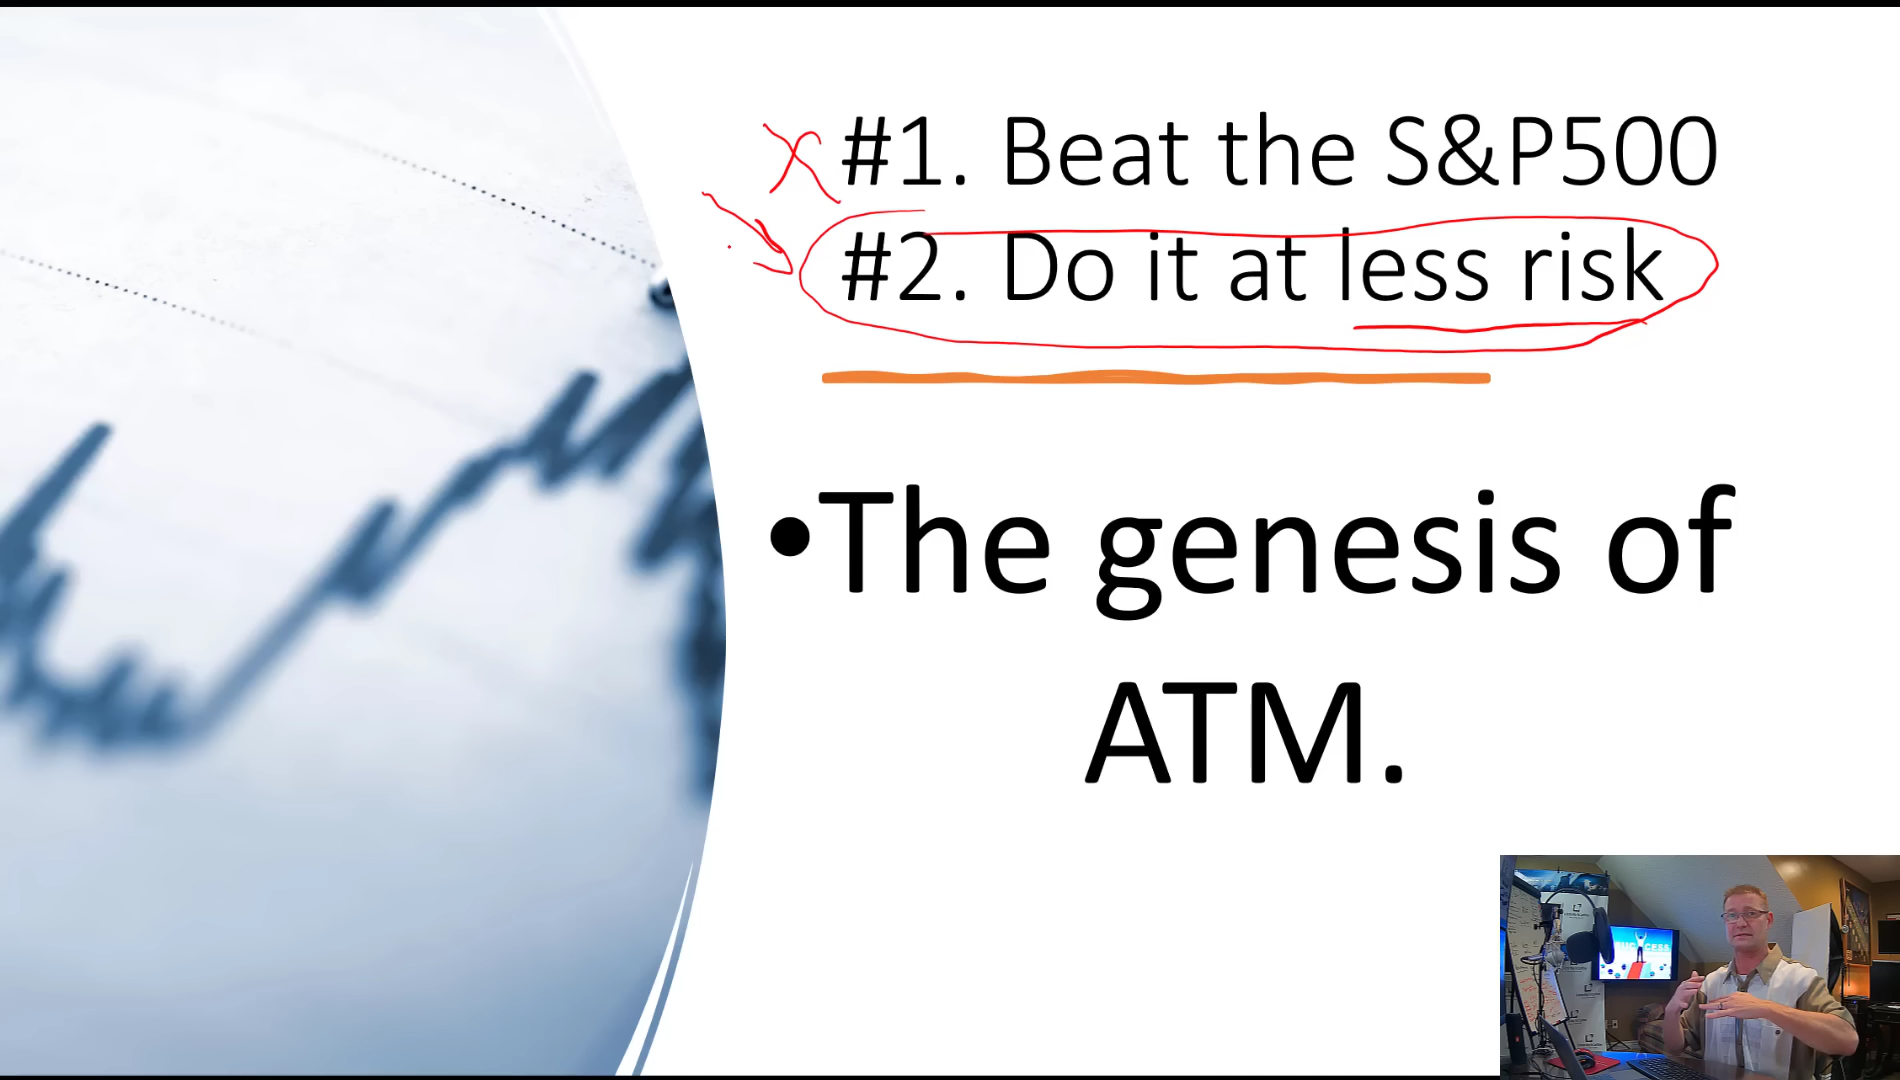 #1. Beat the S&P500
#2. Do it at less risk
•The genesis of
ATM.